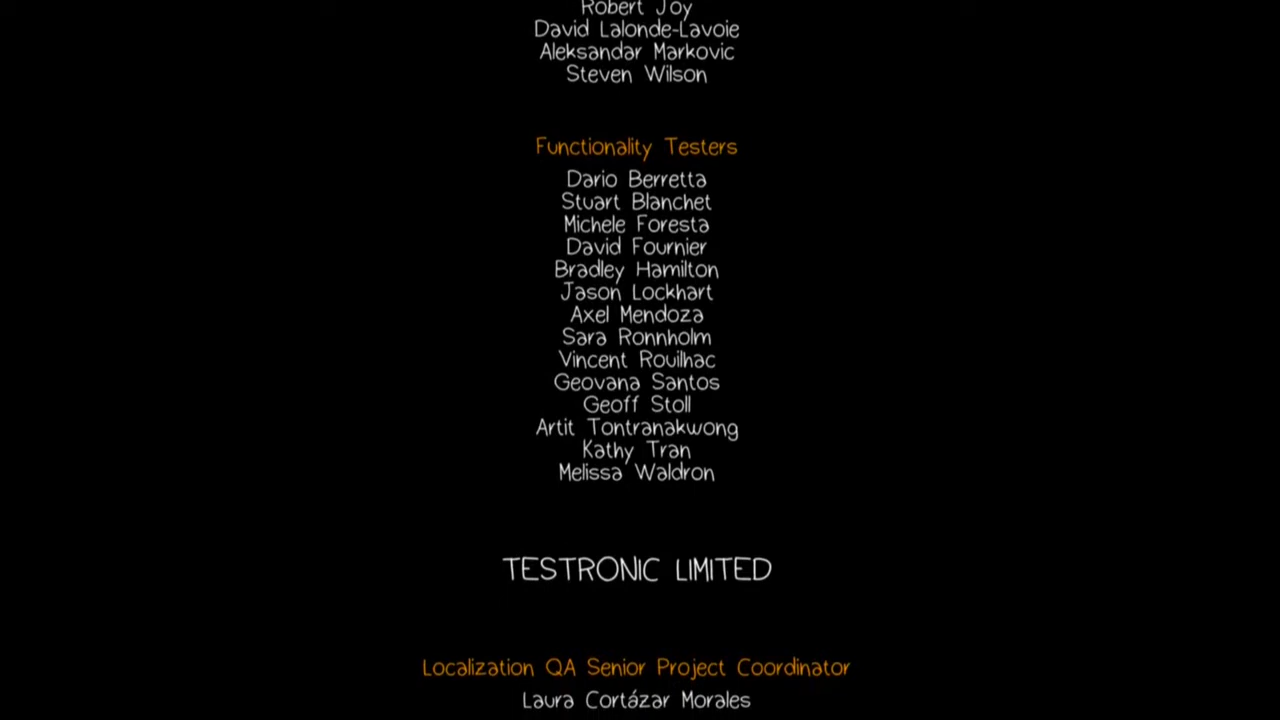 Robert Joy
David Lalonde-Lavoie
Aleksandar Markovic
Steven Wilson
Functionality Testers
Dario Berretta
Stuart Blanchet
Michele Foresta
David Fournier
Bradley Hamilton
Jason Lockhart
Axel Mendoza
Sara Ronnholm
Vincent Rouilhac
Geovana Santos
Geoff Stoll
Artit Tontranakwong
Kathy Tran
Melissa Waldron
TESTRONIC LIMITED
Localization QA Senior Project Coordinator
Laura Cortázar Morales